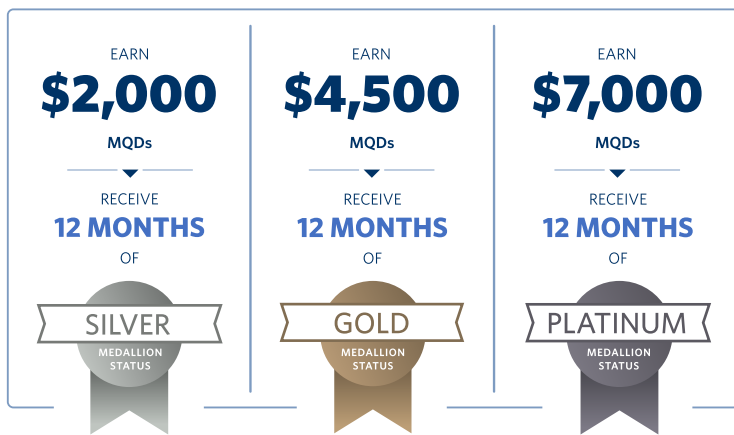 EARN
$2,000
MQDs
RECEIVE
12 MONTHS
OF
SILVER
MEDALLION
STATUS
EARN
$4,500
MQDs
RECEIVE
12 MONTHS
OF
GOLD
MEDALLION
STATUS
EARN
$7,000
MQDs
RECEIVE
12 MONTHS
OF
PLATINUM
MEDALLION
STATUS